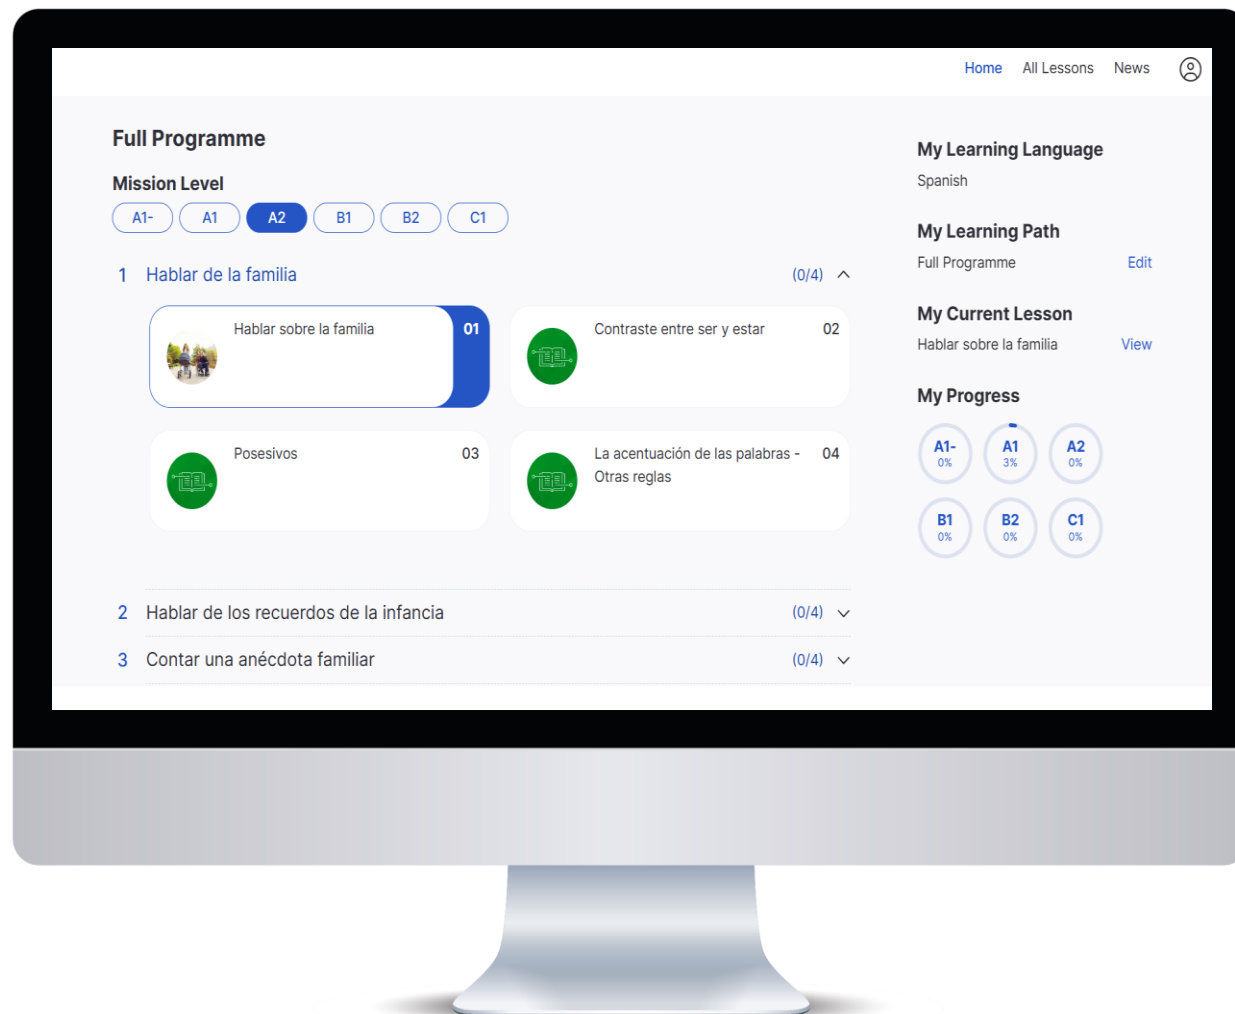 Home All Lessons News
Full Programme
Mission Level
A1- A1 A2 B1 B2 C1
1 Hablar de la familia (0/4)
Hablar sobre la familia 01
Contraste entre ser y estar 02
Posesivos 03
La acentuación de las palabras - 04
Otras reglas
2 Hablar de los recuerdos de la infancia (0/4)
3 Contar una anécdota familiar (0/4)
My Learning Language
Spanish
My Learning Path
Full Programme Edit
My Current Lesson
Hablar sobre la familia View
My Progress
A1- A1 A2
0% 3% 0%
B1 B2 C1
0% 0% 0%